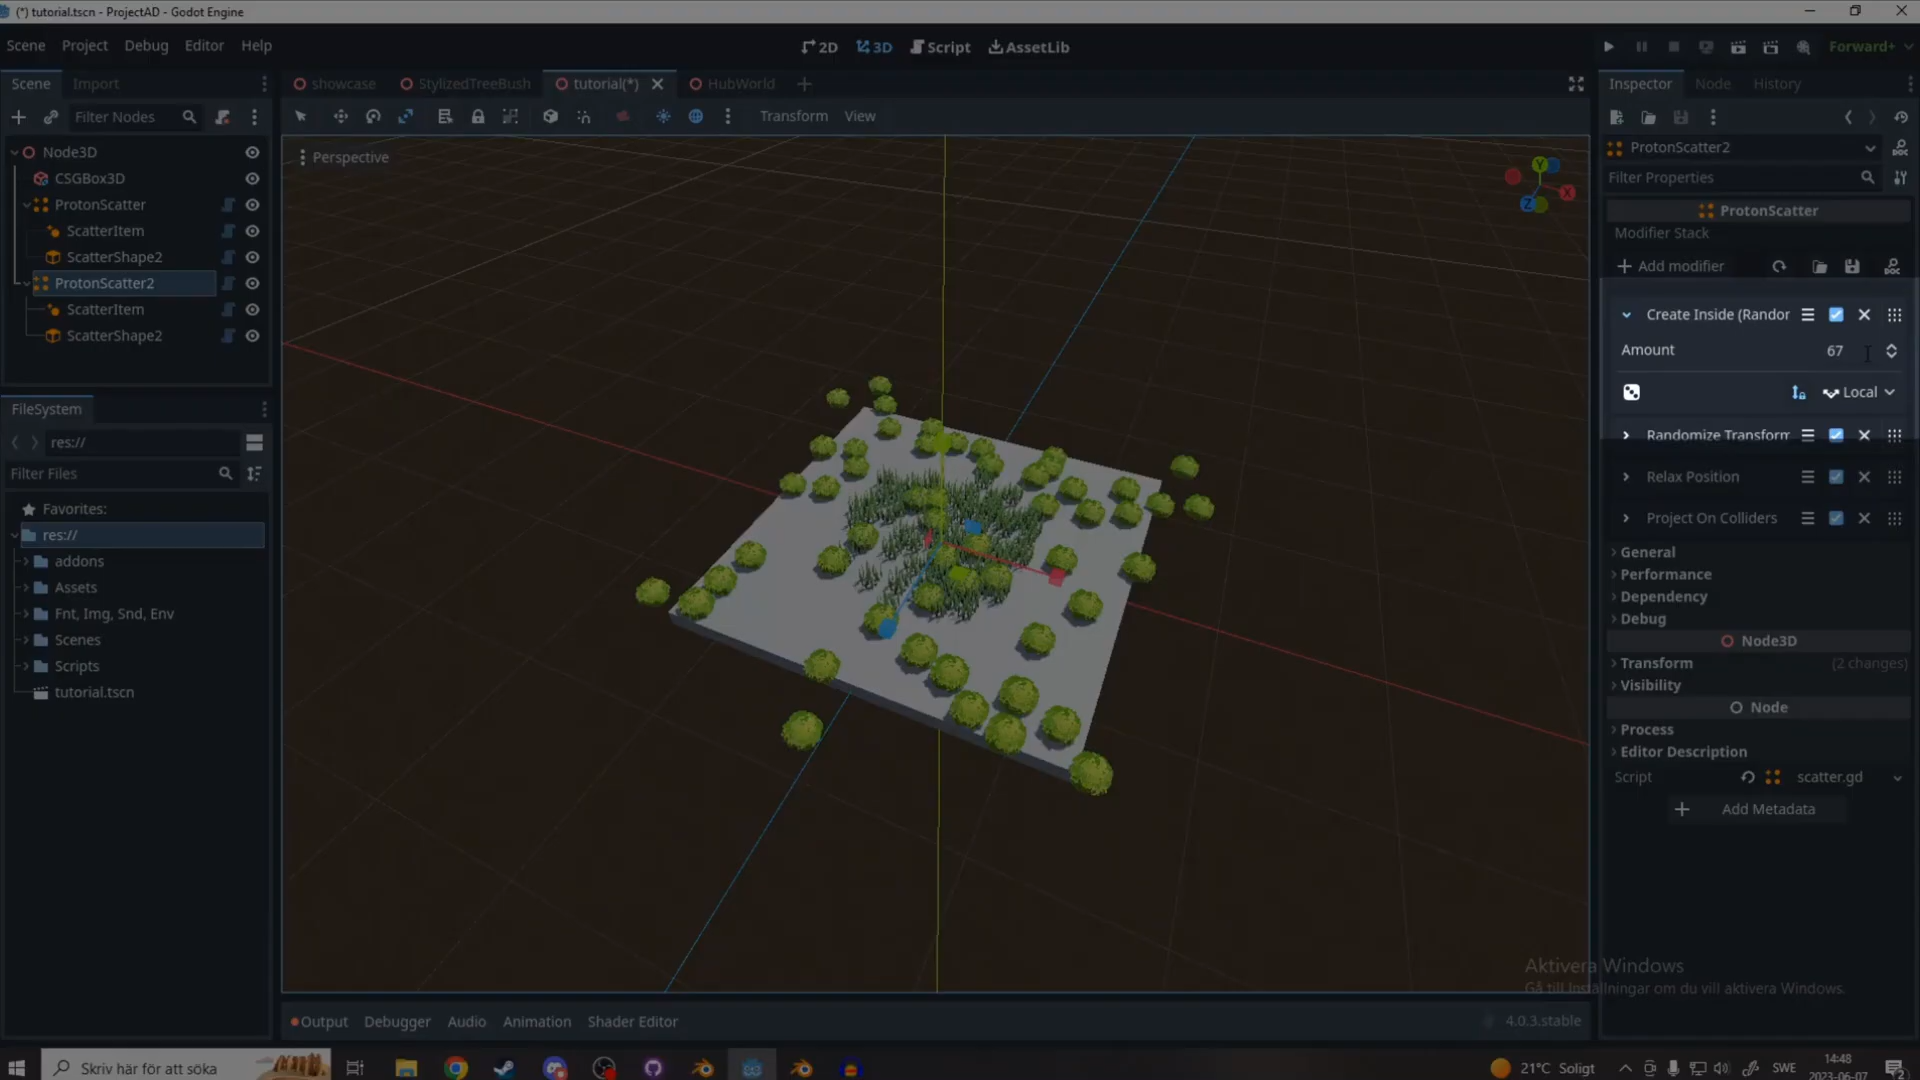 (*) tutorial.tscn - ProjectAD - Godot Engine
Scene Project Debug Editor Help
2D 3D Script AssetLib
Forward+
Scene Import
showcase StylizedTreeBush tutorial(*) HubWorld
Inspector Node History
Filter Nodes
Transform View
Node3D
CSGBox3D
ProtonScatter
ScatterItem
ScatterShape2
ProtonScatter2
ScatterItem
ScatterShape2
FileSystem
res://
Filter Files
Favorites:
res://
addons
Assets
Fnt, Img, Snd, Env
Scenes
Scripts
tutorial.tscn
Perspective
Y
X
Z
Output Debugger Audio Animation Shader Editor
4.0.3.stable
ProtonScatter2
DOC
Filter Properties
ProtonScatter
Modifier Stack
Add modifier
DOC
Create Inside (Randor
Amount 67
Local
Randomize Transform
Relax Position
Project On Colliders
General
Performance
Dependency
Debug
Node3D
Transform (2 changes)
Visibility
Node
Process
Editor Description
Script scatter.gd
Add Metadata
Aktivera Windows
Gå till Inställningar om du vill aktivera Windows.
Skriv här för att söka
21°C Soligt
SWE
14:48
2023-06-07
2